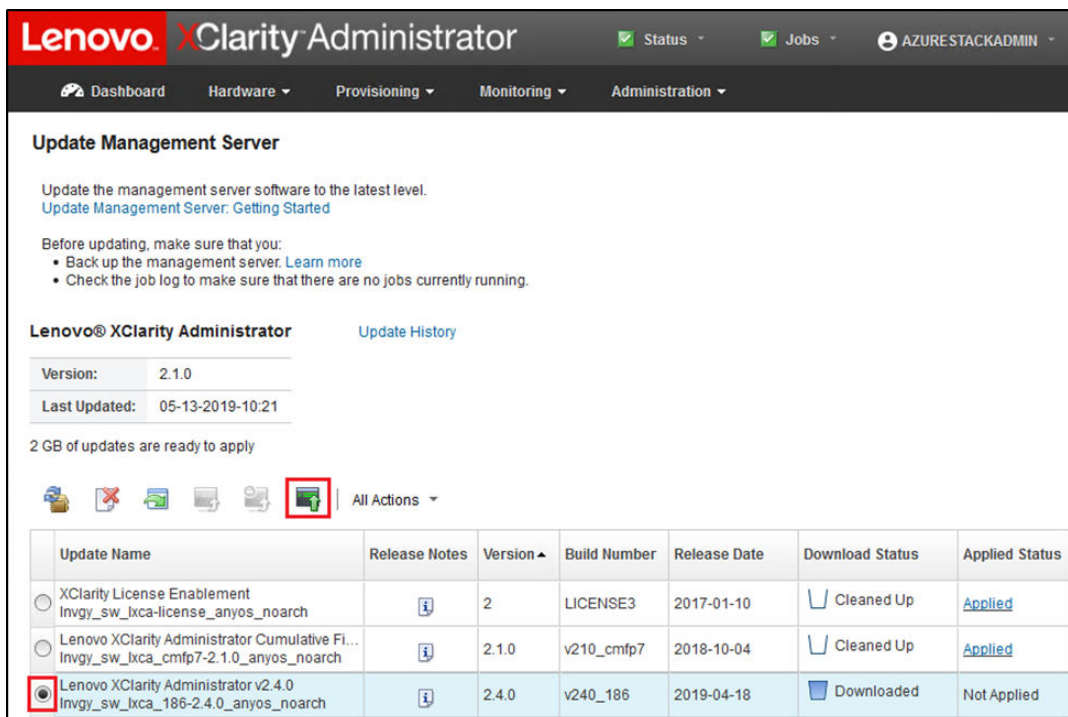 Lenovo. XClarity Administrator Status Jobs AZURESTACKADMIN
Dashboard Hardware Provisioning Monitoring Administration
Update Management Server
Update the management server software to the latest level.
Update Management Server: Getting Started
Before updating, make sure that you:
• Back up the management server. Learn more
• Check the job log to make sure that there are no jobs currently running.
Lenovo® XClarity Administrator Update History
Version: 2.1.0
Last Updated: 05-13-2019-10:21
2 GB of updates are ready to apply
All Actions
Update Name Release Notes Version Build Number Release Date Download Status Applied Status
XClarity License Enablement
lnvgy_sw_lxca-license_anyos_noarch 2 LICENSE3 2017-01-10 Cleaned Up Applied
Lenovo XClarity Administrator Cumulative Fi...
lnvgy_sw_lxca_cmfp7-2.1.0_anyos_noarch 2.1.0 v210_cmfp7 2018-10-04 Cleaned Up Applied
Lenovo XClarity Administrator v2.4.0
lnvgy_sw_lxca_186-2.4.0_anyos_noarch 2.4.0 v240_186 2019-04-18 Downloaded Not Applied